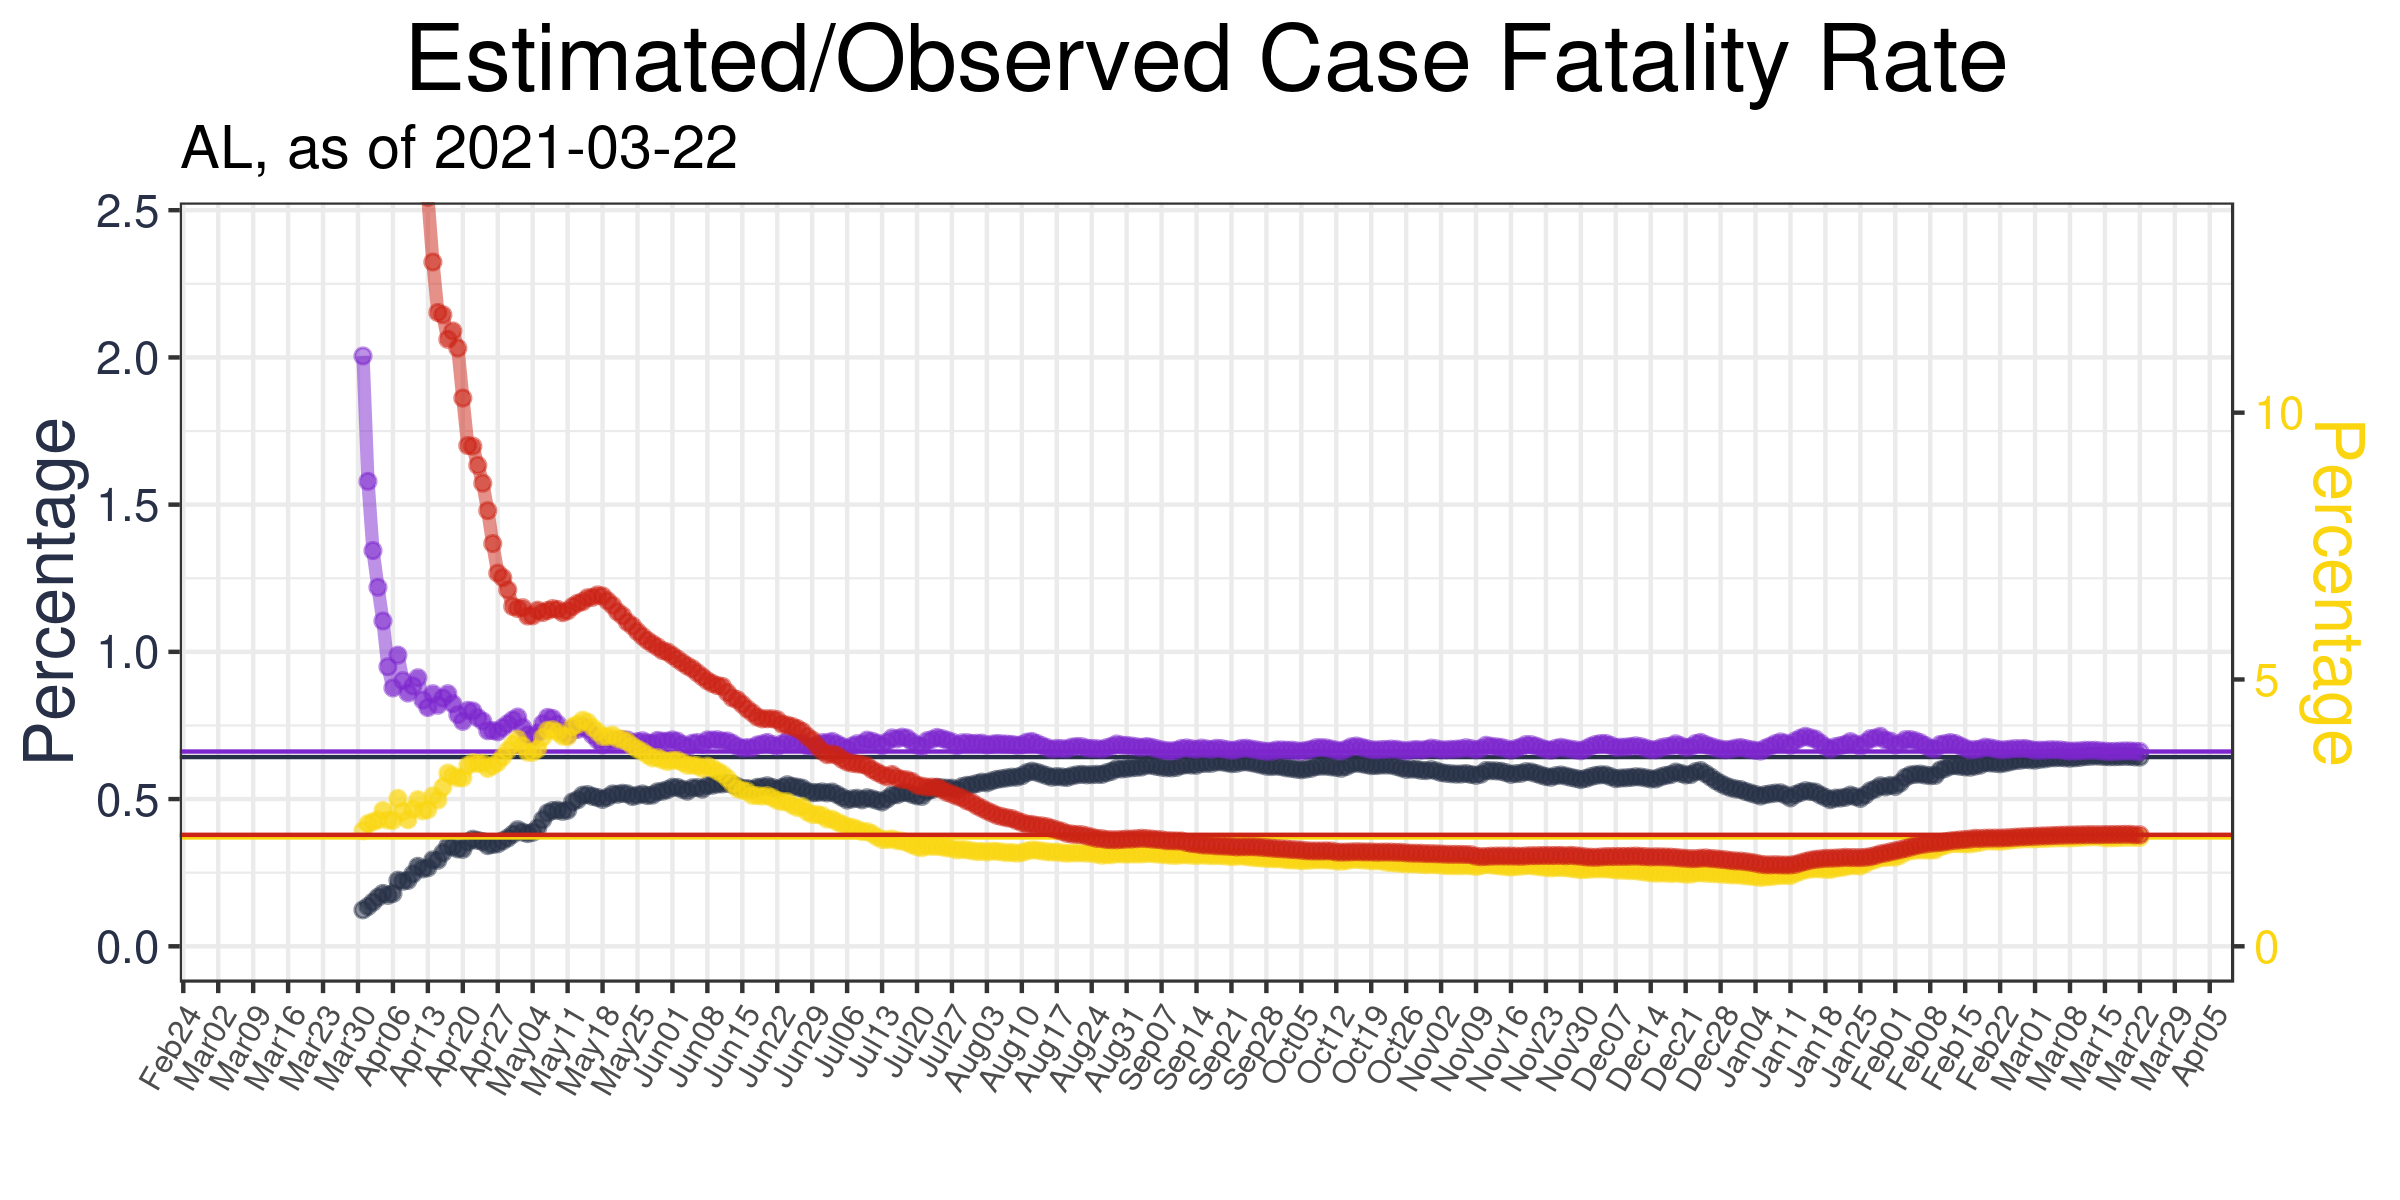 Estimated/Observed Case Fatality Rate
AL, as of 2021-03-22
Percentage
2.5
2.0
1.5
1.0
0.5
0.0
10
5
0
Percentage
Feb24
Mar02
Mar09
Mar16
Mar23
Mar30
Apr06
Apr13
Apr20
Apr27
May04
May11
May18
May25
Jun01
Jun08
Jun15
Jun22
Jun29
Jul06
Jul13
Jul20
Jul27
Aug03
Aug10
Aug17
Aug24
Aug31
Sep07
Sep14
Sep21
Sep28
Oct05
Oct12
Oct19
Oct26
Nov02
Nov09
Nov16
Nov23
Nov30
Dec07
Dec14
Dec21
Dec28
Jan04
Jan11
Jan18
Jan25
Feb01
Feb08
Feb15
Feb22
Mar01
Mar08
Mar15
Mar22
Mar29
Apr05